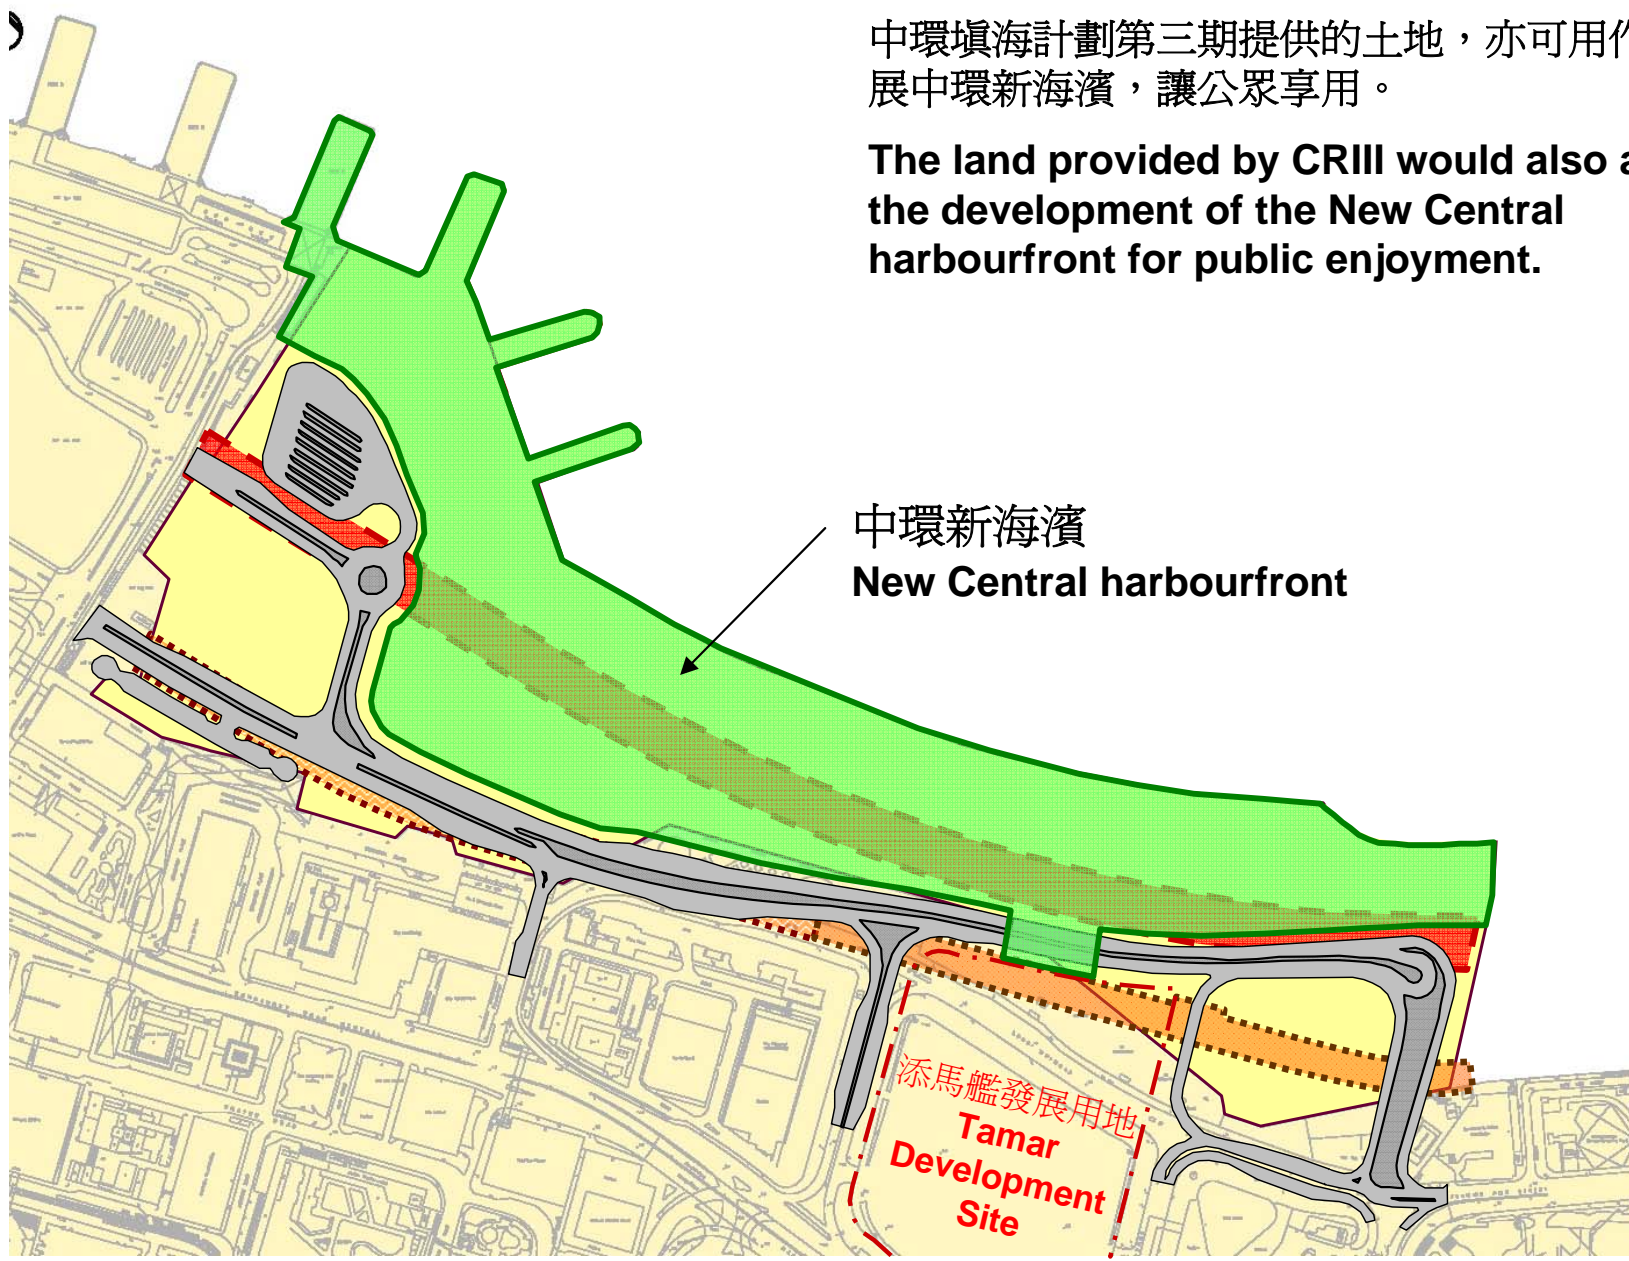 中環填海計劃第三期提供的土地，亦可用作
展中環新海濱，讓公眾享用。
The land provided by CRIII would also
the development of the New Central
harbourfront for public enjoyment.
中環新海濱
New Central harbourfront
添馬艦發展用地
Tamar
Development
Site